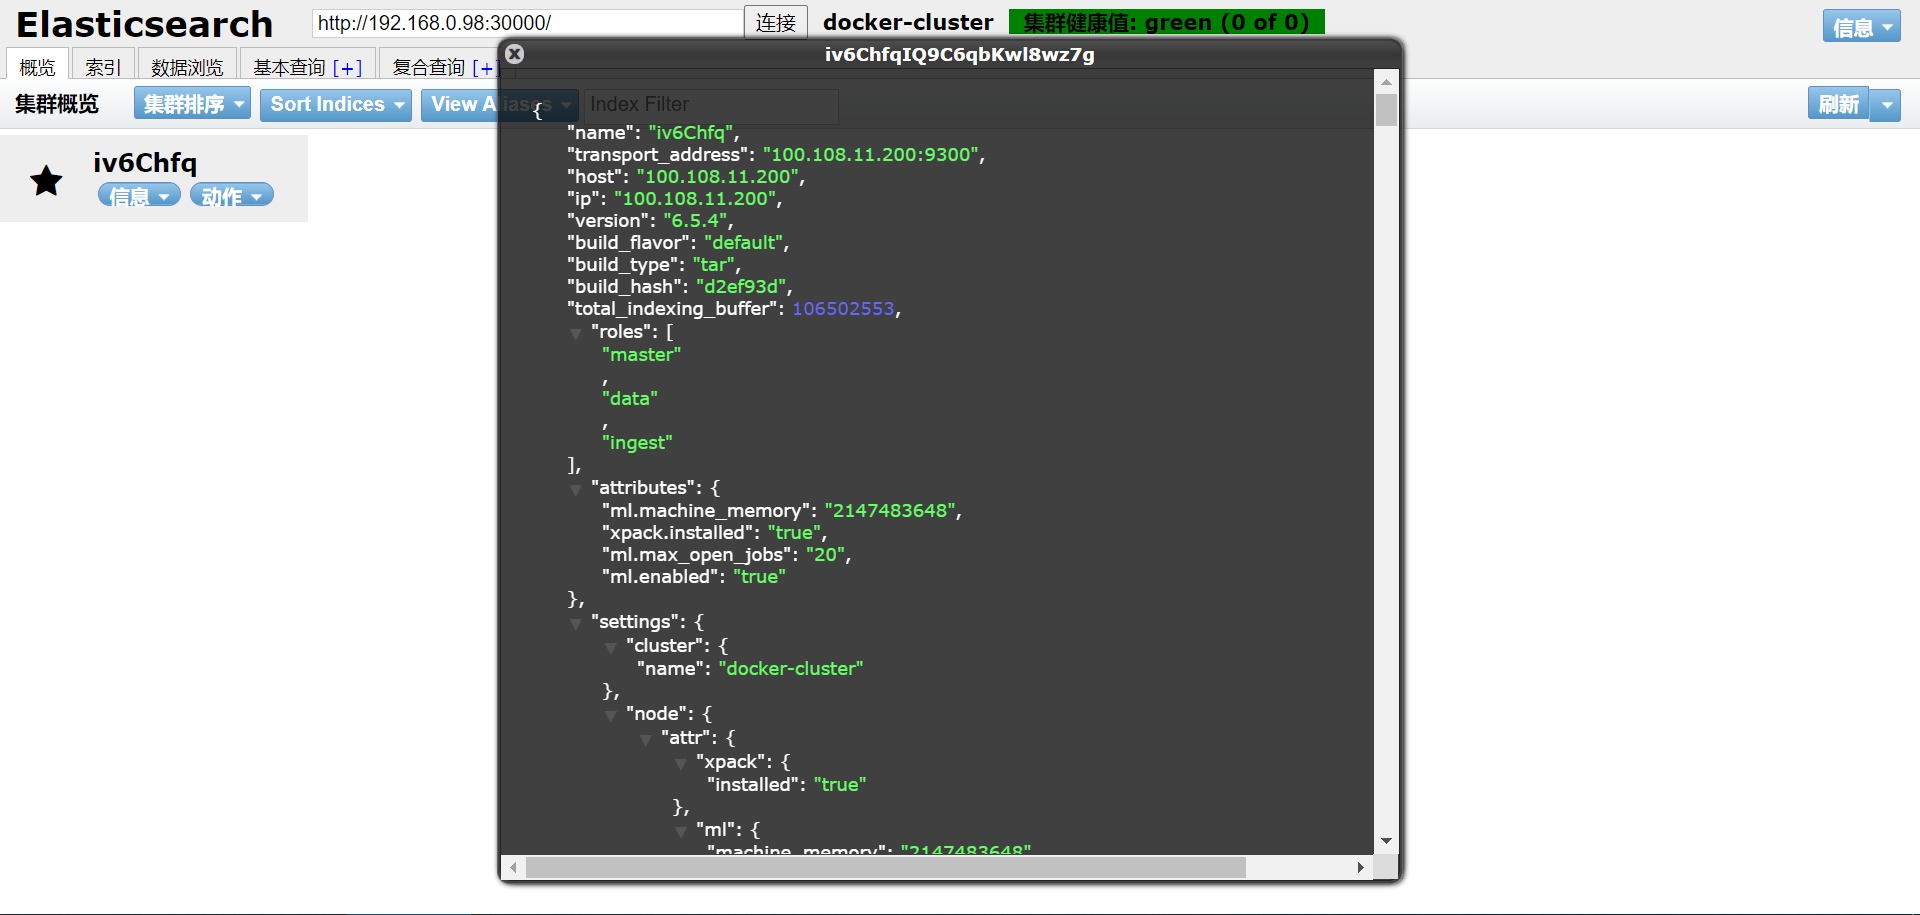 Elasticsearch
http://192.168.0.98:30000/
连接
docker-cluster
集群健康值: green (0 of 0)
信息
概览
索引
数据浏览
基本查询 [+]
复合查询 [+]
集群概览
集群排序
Sort Indices
View Aliases
Index Filter
刷新
iv6Chfq
信息
动作
iv6ChfqIQ9C6qbKwl8wz7g
{
"name": "iv6Chfq",
"transport_address": "100.108.11.200:9300",
"host": "100.108.11.200",
"ip": "100.108.11.200",
"version": "6.5.4",
"build_flavor": "default",
"build_type": "tar",
"build_hash": "d2ef93d",
"total_indexing_buffer": 106502553,
"roles": [
"master"
,
"data"
,
"ingest"
],
"attributes": {
"ml.machine_memory": "2147483648",
"xpack.installed": "true",
"ml.max_open_jobs": "20",
"ml.enabled": "true"
},
"settings": {
"cluster": {
"name": "docker-cluster"
},
"node": {
"attr": {
"xpack": {
"installed": "true"
},
"ml": {
"machine_memory": "2147483648"